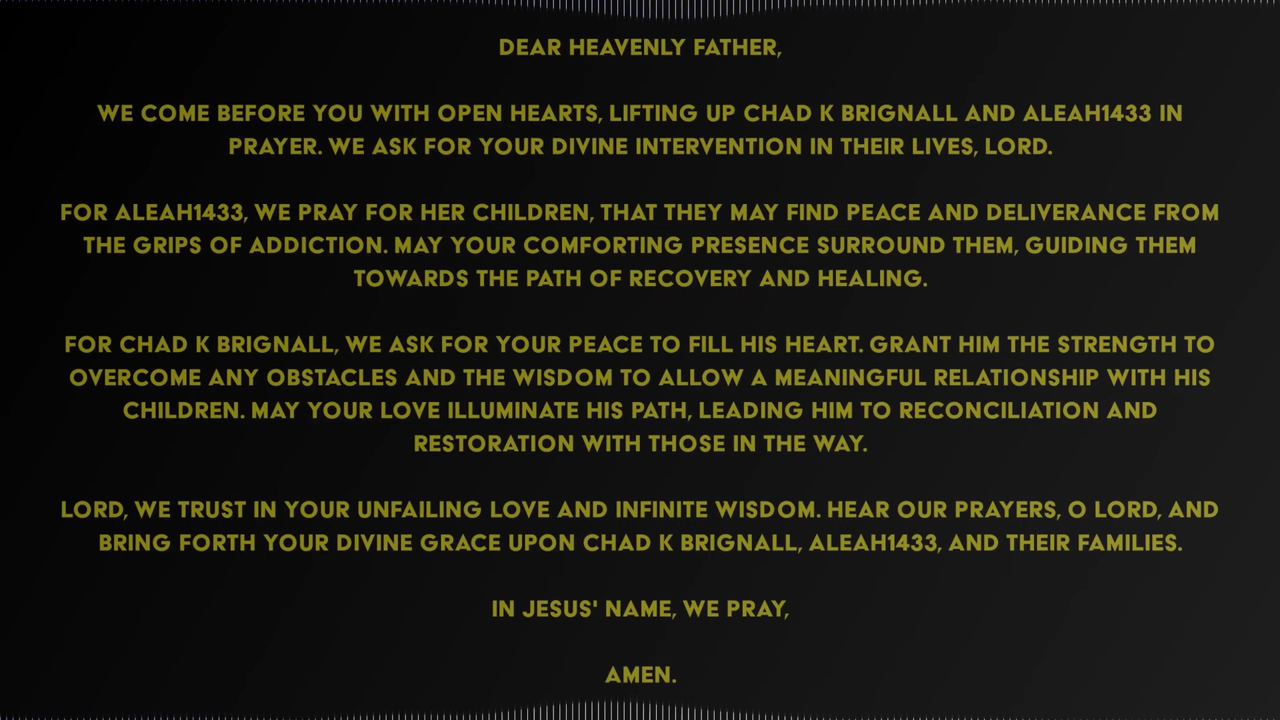 DEAR HEAVENLY FATHER,
WE COME BEFORE YOU WITH OPEN HEARTS, LIFTING UP CHAD K BRIGNALL AND ALEAH1433 IN
PRAYER. WE ASK FOR YOUR DIVINE INTERVENTION IN THEIR LIVES, LORD.
FOR ALEAH1433, WE PRAY FOR HER CHILDREN, THAT THEY MAY FIND PEACE AND DELIVERANCE FROM
THE GRIPS OF ADDICTION. MAY YOUR COMFORTING PRESENCE SURROUND THEM, GUIDING THEM
TOWARDS THE PATH OF RECOVERY AND HEALING.
FOR CHAD K BRIGNALL, WE ASK FOR YOUR PEACE TO FILL HIS HEART. GRANT HIM THE STRENGTH TO
OVERCOME ANY OBSTACLES AND THE WISDOM TO ALLOW A MEANINGFUL RELATIONSHIP WITH HIS
CHILDREN. MAY YOUR LOVE ILLUMINATE HIS PATH, LEADING HIM TO RECONCILIATION AND
RESTORATION WITH THOSE IN THE WAY.
LORD, WE TRUST IN YOUR UNFAILING LOVE AND INFINITE WISDOM. HEAR OUR PRAYERS, O LORD, AND
BRING FORTH YOUR DIVINE GRACE UPON CHAD K BRIGNALL, ALEAH1433, AND THEIR FAMILIES.
IN JESUS' NAME, WE PRAY,
AMEN.